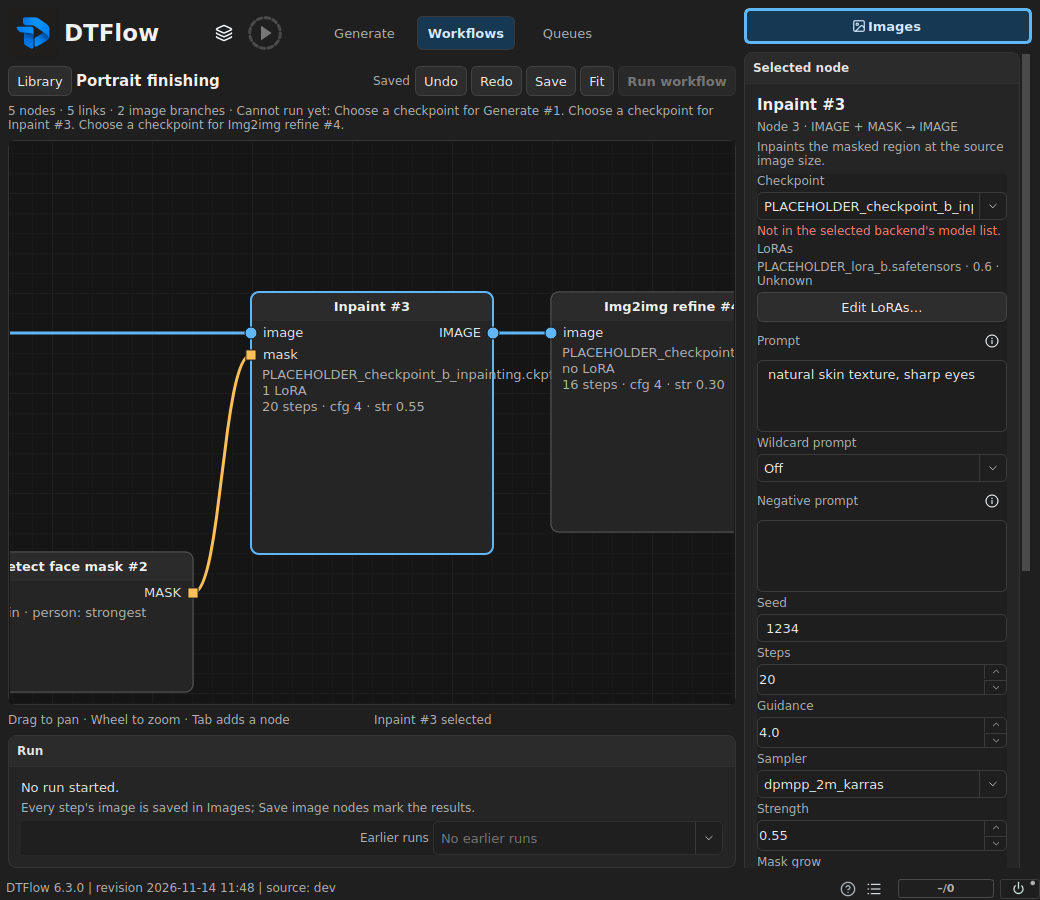 DTFlow
Generate
Workflows
Queues
Images
Library
Portrait finishing
Saved
Undo
Redo
Save
Fit
Run workflow
5 nodes · 5 links · 2 image branches · Cannot run yet: Choose a checkpoint for Generate #1. Choose a checkpoint for
Inpaint #3. Choose a checkpoint for Img2img refine #4.
Inpaint #3
image
IMAGE
mask
PLACEHOLDER_checkpoint_b_inpainting.ckpt
1 LoRA
20 steps · cfg 4 · str 0.55
Img2img refine #4
image
PLACEHOLDER_checkpoint
no LoRA
16 steps · cfg 4 · str 0.30
etect face mask #2
MASK
in · person: strongest
Drag to pan · Wheel to zoom · Tab adds a node
Inpaint #3 selected
Run
No run started.
Every step's image is saved in Images; Save image nodes mark the results.
Earlier runs
No earlier runs
Selected node
Inpaint #3
Node 3 · IMAGE + MASK → IMAGE
Inpaints the masked region at the source
image size.
Checkpoint
PLACEHOLDER_checkpoint_b_inp
Not in the selected backend's model list.
LoRAs
PLACEHOLDER_lora_b.safetensors · 0.6 ·
Unknown
Edit LoRAs...
Prompt
natural skin texture, sharp eyes
Wildcard prompt
Off
Negative prompt
Seed
1234
Steps
20
Guidance
4.0
Sampler
dpmpp_2m_karras
Strength
0.55
Mask grow
DTFlow 6.3.0 | revision 2026-11-14 11:48 | source: dev
–/0